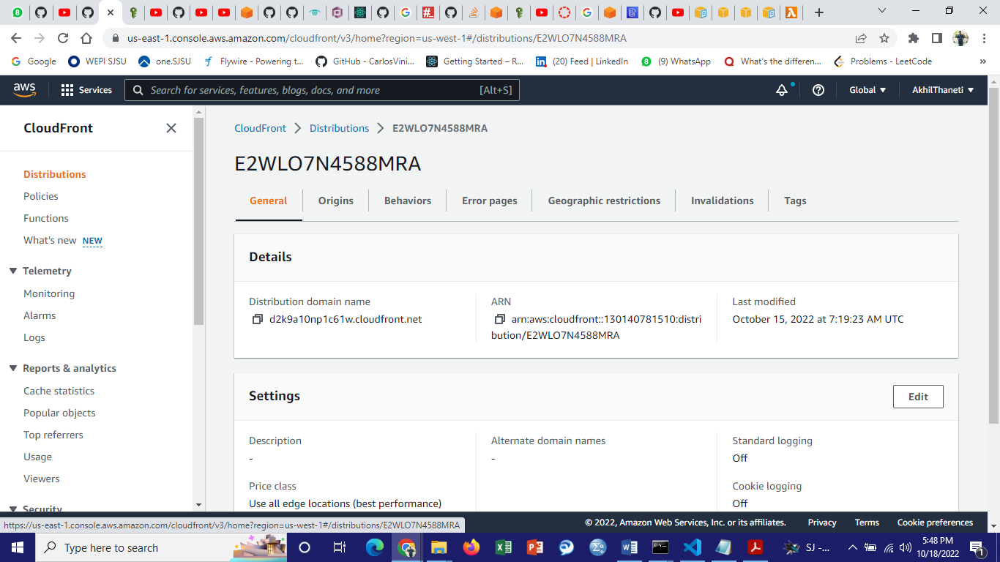 us-east-1.console.aws.amazon.com/cloudfront/v3/home?region=us-west-1#/distributions/E2WLO7N4588MRA
Google WEPI SJSU one.SJSU Flywire - Powering t... GitHub - CarlosVini... Getting Started – R... (20) Feed | LinkedIn (9) WhatsApp What's the differen... Problems - LeetCode »
aws Services Search for services, features, blogs, docs, and more [Alt+S] Global AkhilThaneti
CloudFront
Distributions
Policies
Functions
What's new NEW
Telemetry
Monitoring
Alarms
Logs
Reports & analytics
Cache statistics
Popular objects
Top referrers
Usage
Viewers
Security
CloudFront Distributions E2WLO7N4588MRA
E2WLO7N4588MRA
General Origins Behaviors Error pages Geographic restrictions Invalidations Tags
Details
Distribution domain name
d2k9a10np1c61w.cloudfront.net
ARN
arn:aws:cloudfront::130140781510:distri
bution/E2WLO7N4588MRA
Last modified
October 15, 2022 at 7:19:23 AM UTC
Settings
Edit
Description
-
Price class
Use all edge locations (best performance)
Alternate domain names
-
Standard logging
Off
Cookie logging
Off
https://us-east-1.console.aws.amazon.com/cloudfront/v3/home?region=us-west-1#/distributions/E2WLO7N4588MRA
© 2022, Amazon Web Services, Inc. or its affiliates. Privacy Terms Cookie preferences
Type here to search
SJ -...
5:48 PM
10/18/2022
1